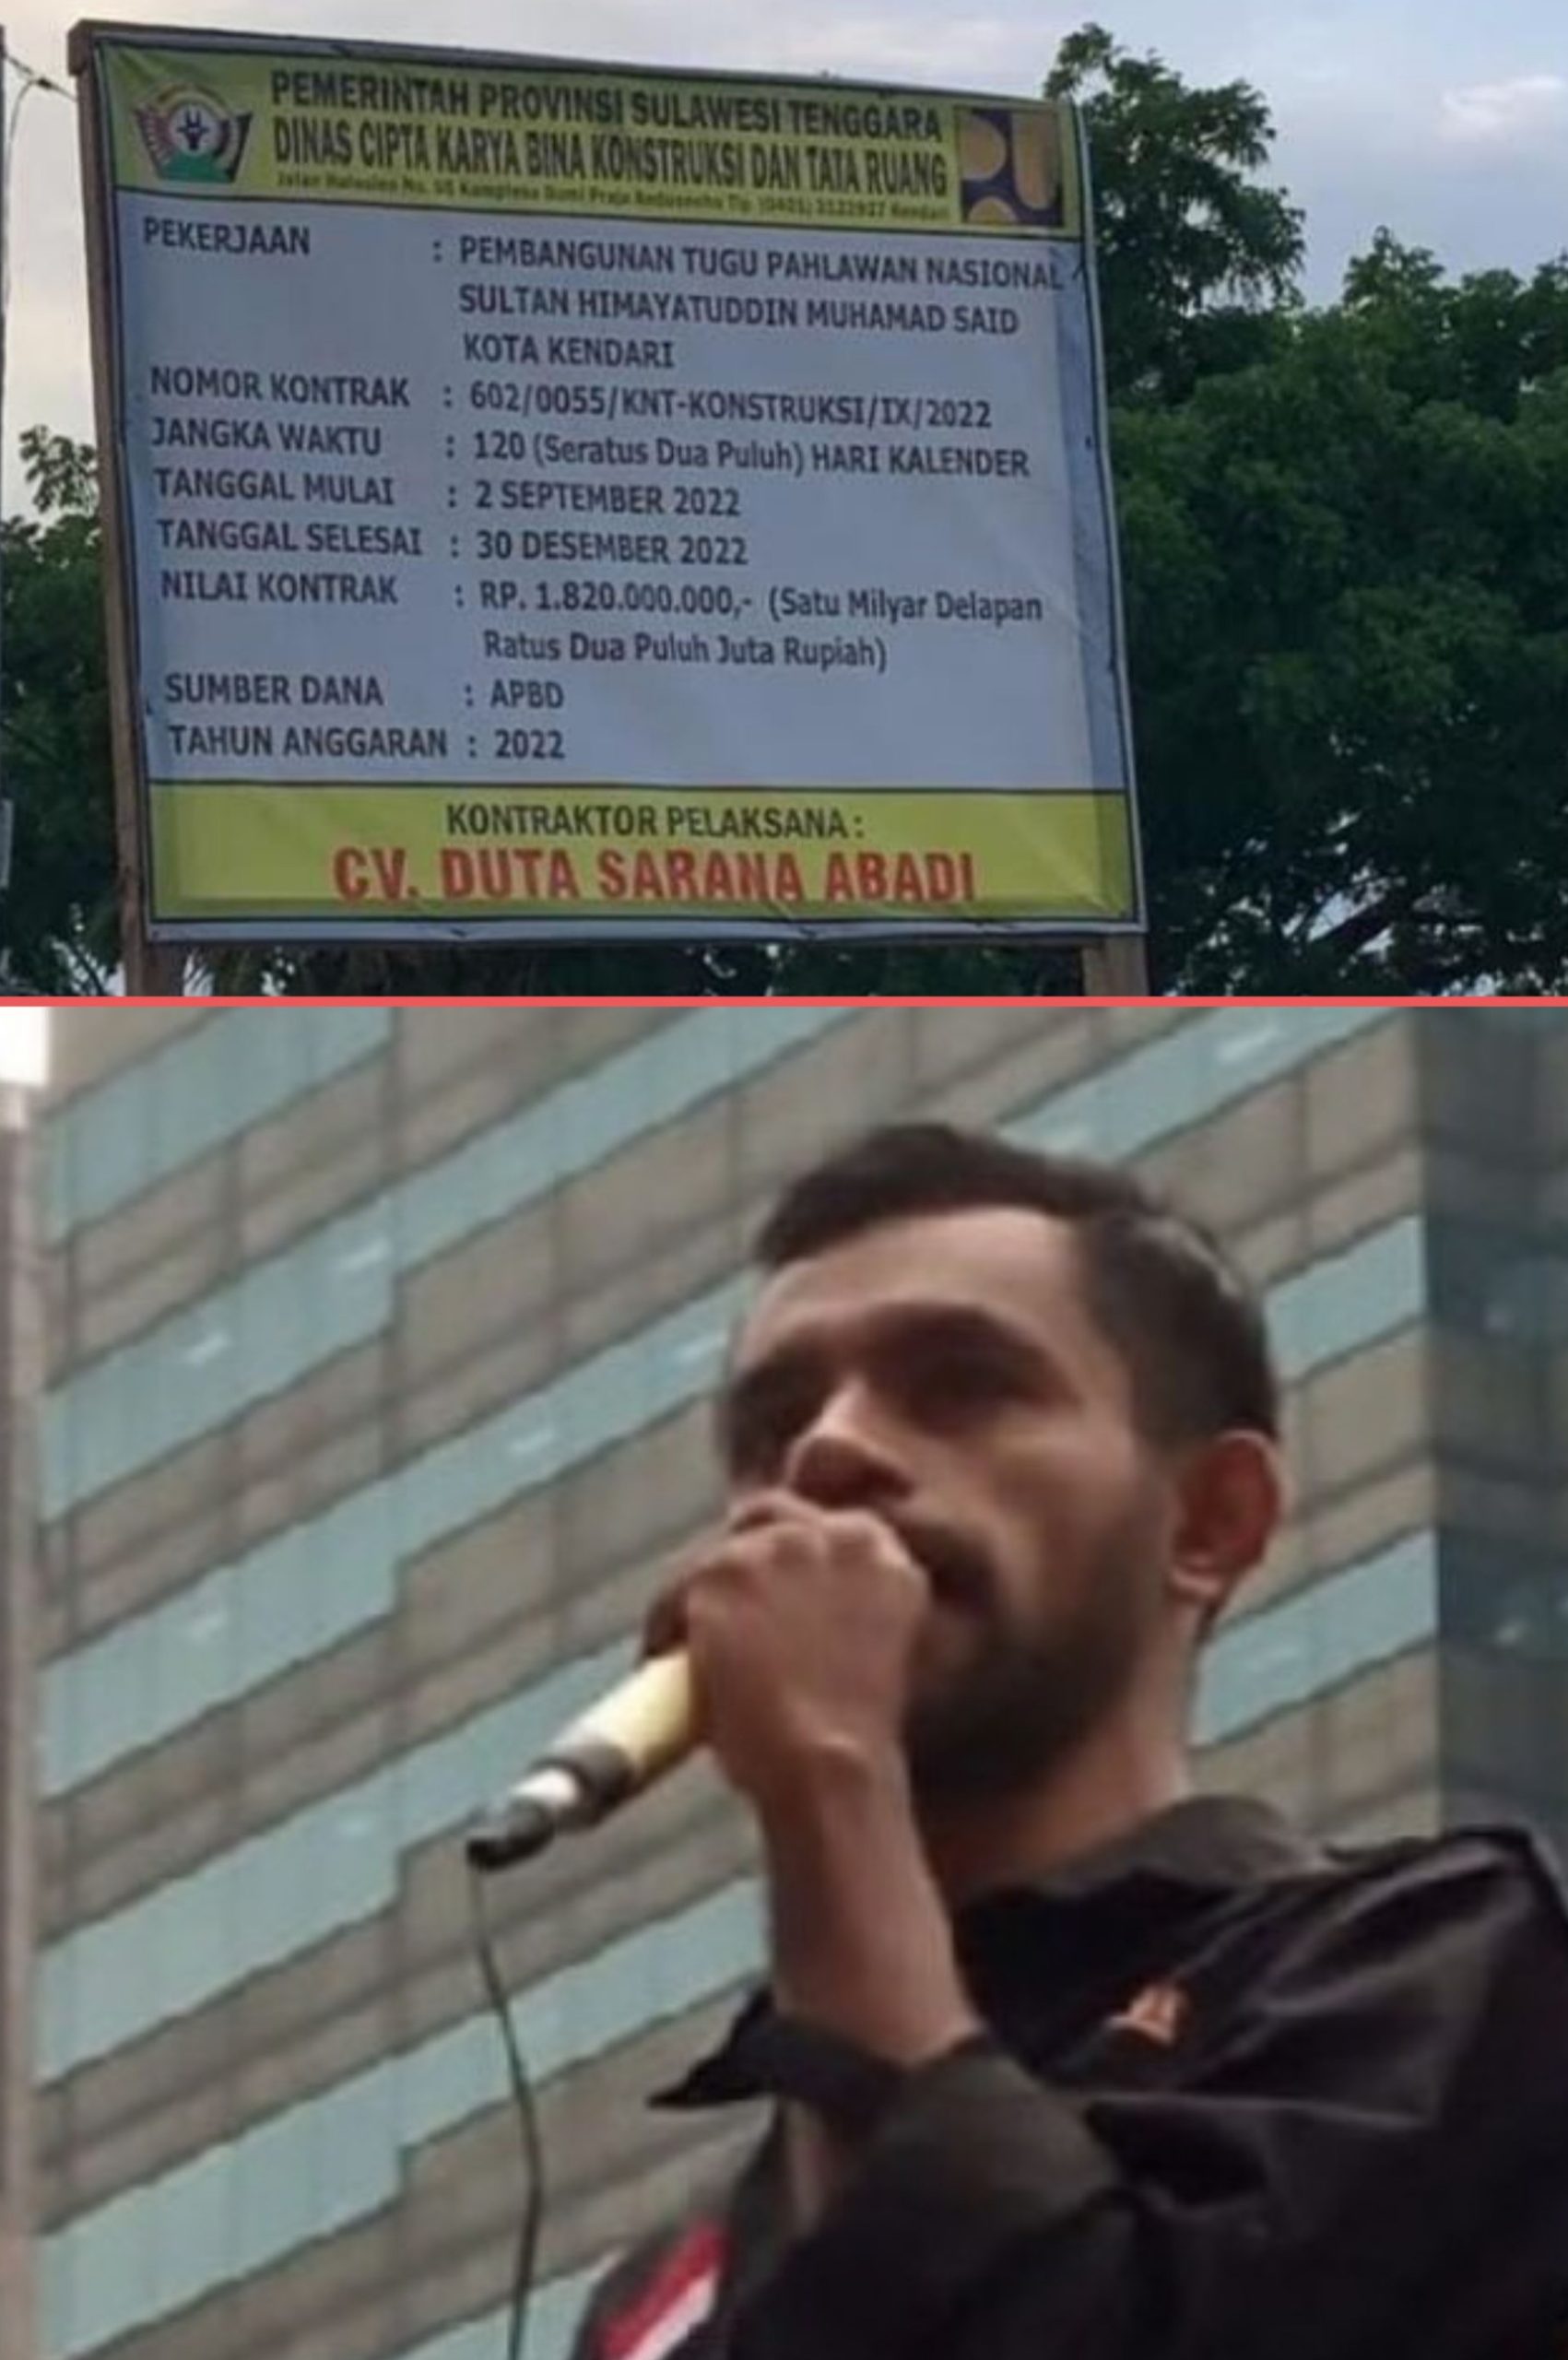 PEMERINTAH PROVINSI SULAWESI TENGGARA
DINAS CIPTA KARYA BINA KONSTRUKSI DAN TATA RUANG
PEKERJAAN : PEMBANGUNAN TUGU PAHLAWAN NASIONAL
SULTAN HIMAYATUDDIN MUHAMAD SAID
KOTA KENDARI
NOMOR KONTRAK : 602/0055/KNT-KONSTRUKSI/IX/2022
JANGKA WAKTU : 120 (Seratus Dua Puluh) HARI KALENDER
TANGGAL MULAI : 2 SEPTEMBER 2022
TANGGAL SELESAI : 30 DESEMBER 2022
NILAI KONTRAK : RP. 1.820.000.000,- (Satu Milyar Delapan
Ratus Dua Puluh Juta Rupiah)
SUMBER DANA : APBD
TAHUN ANGGARAN : 2022
KONTRAKTOR PELAKSANA :
CV. DUTA SARANA ABADI